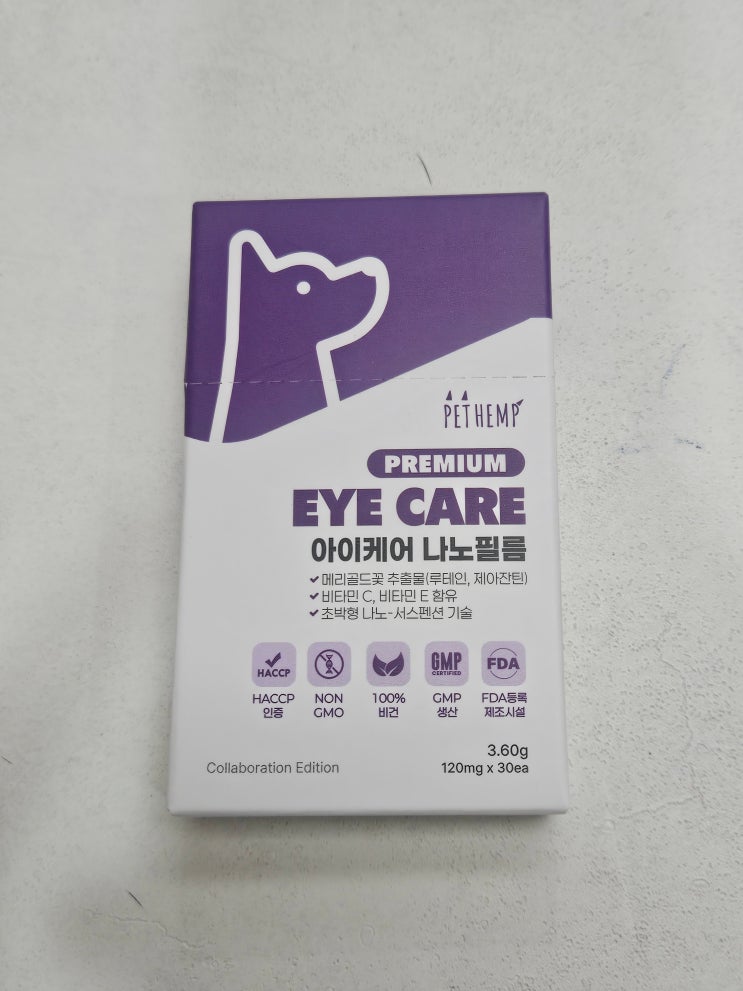 PETHEMP
PREMIUM
EYE CARE
아이케어 나노필름
메리골드꽃 추출물(루테인, 제아잔틴)
비타민 C, 비타민 E 함유
초박형 나노-서스펜션 기술
HACCP
GMP
CERTIFIED
FDA
HACCP
인증
NON
GMO
100%
비건
GMP
생산
FDA등록
제조시설
3.60g
Collaboration Edition
120mg x 30ea